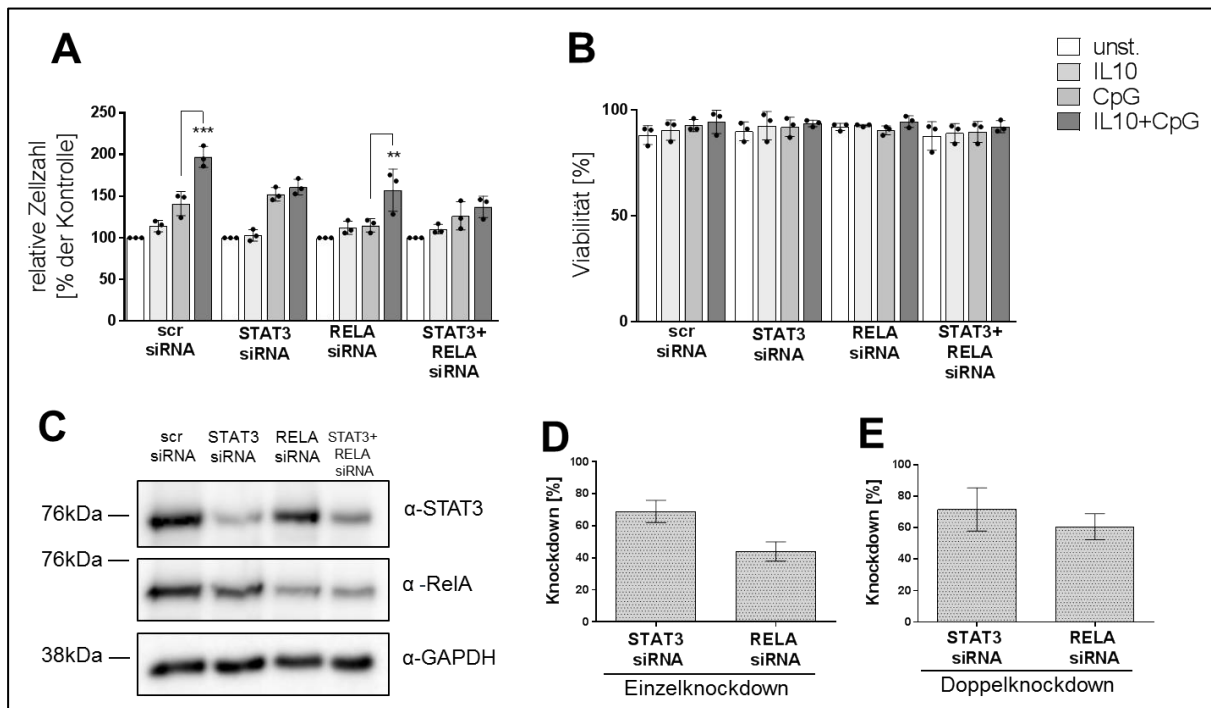 A
relative Zellzahl
[% der Kontrolle]
250
200
150
100
50
0
***
**
scr
siRNA
STAT3
siRNA
RELA
siRNA
STAT3+
RELA
siRNA
B
Viabilität [%]
100
50
0
scr
siRNA
STAT3
siRNA
RELA
siRNA
STAT3+
RELA
siRNA
unst.
IL10
CpG
IL10+CpG
C
scr
siRNA
STAT3
siRNA
RELA
siRNA
STAT3+
RELA
siRNA
76kDa
α-STAT3
76kDa
α -RelA
38kDa
α-GAPDH
D
Knockdown [%]
100
80
60
40
20
0
STAT3
siRNA
RELA
siRNA
Einzelknockdown
E
Knockdown [%]
100
80
60
40
20
0
STAT3
siRNA
RELA
siRNA
Doppelknockdown